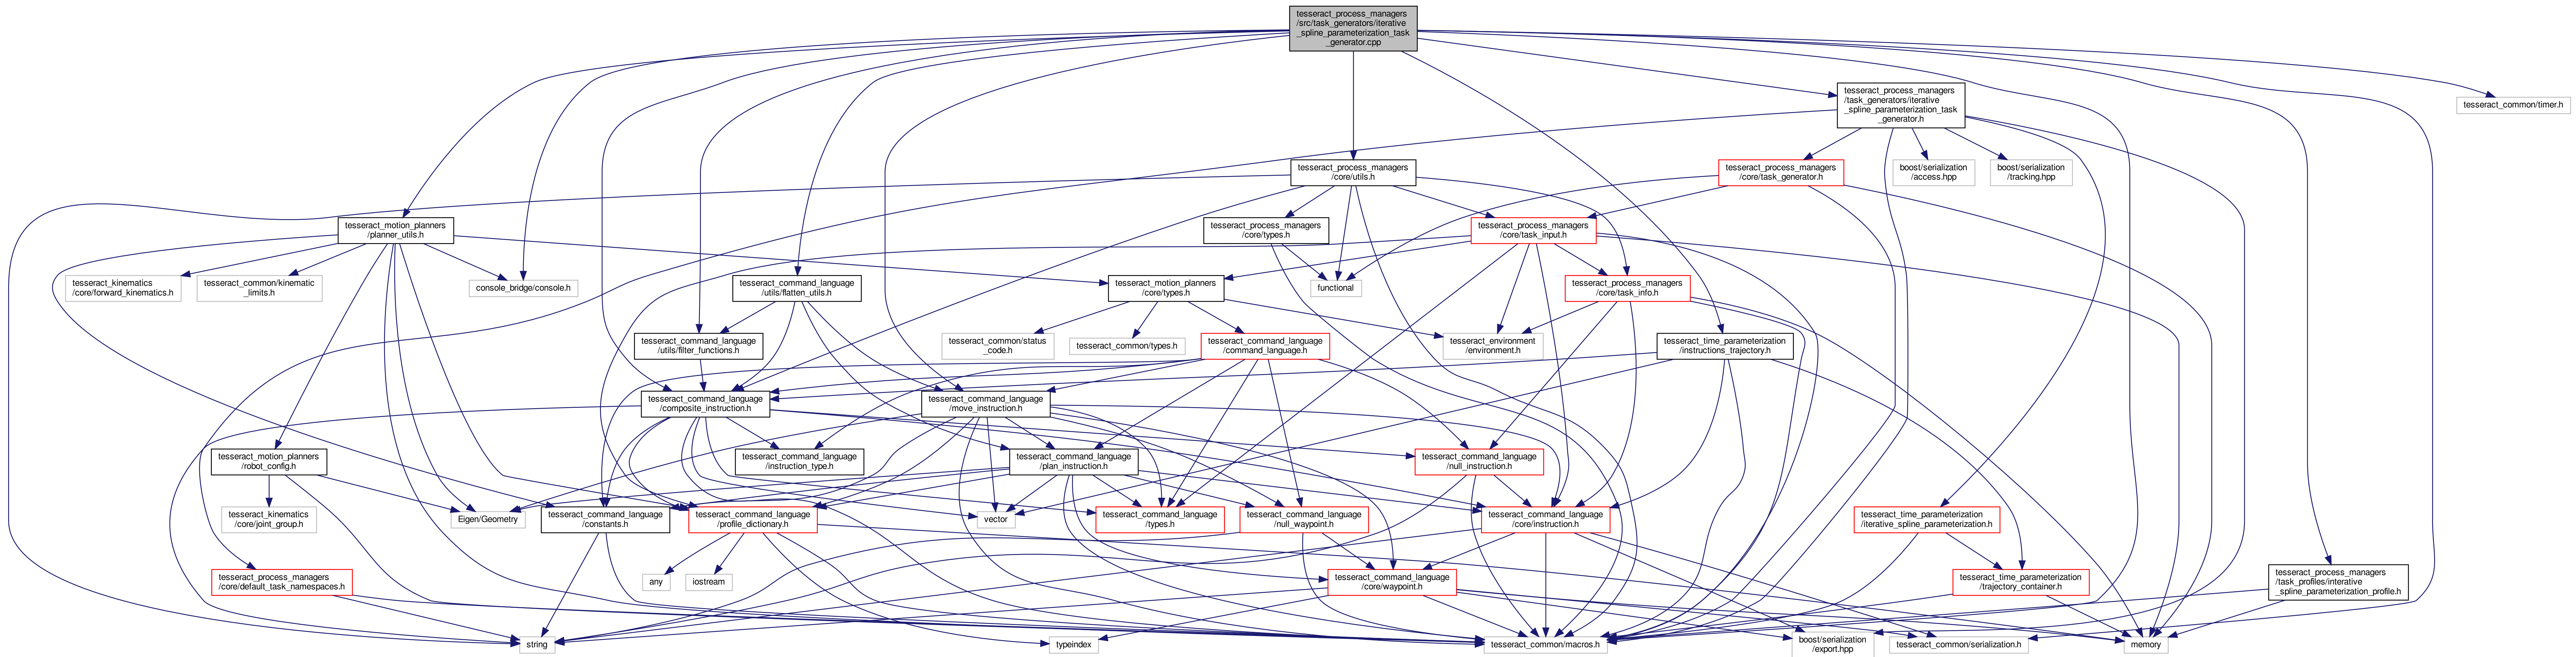 tesseract_process_managers
/src/task_generators/iterative
_spline_parameterization_task
_generator.cpp
tesseract_process_managers
/task_generators/iterative
_spline_parameterization_task
_generator.h
tesseract_common/timer.h
tesseract_process_managers
/core/utils.h
tesseract_process_managers
/core/task_generator.h
boost/serialization
/access.hpp
boost/serialization
/tracking.hpp
tesseract_motion_planners
/planner_utils.h
tesseract_process_managers
/core/types.h
tesseract_process_managers
/core/task_input.h
tesseract_kinematics
/core/forward_kinematics.h
tesseract_common/kinematic
_limits.h
console_bridge/console.h
tesseract_command_language
/utils/flatten_utils.h
tesseract_motion_planners
/core/types.h
functional
tesseract_process_managers
/core/task_info.h
tesseract_command_language
/utils/filter_functions.h
tesseract_common/status
_code.h
tesseract_common/types.h
tesseract_command_language
/command_language.h
tesseract_environment
/environment.h
tesseract_time_parameterization
/instructions_trajectory.h
tesseract_command_language
/composite_instruction.h
tesseract_command_language
/move_instruction.h
tesseract_motion_planners
/robot_config.h
tesseract_command_language
/instruction_type.h
tesseract_command_language
/plan_instruction.h
tesseract_command_language
/null_instruction.h
tesseract_kinematics
/core/joint_group.h
Eigen/Geometry
tesseract_command_language
/constants.h
tesseract_command_language
/profile_dictionary.h
vector
tesseract_command_language
/types.h
tesseract_command_language
/null_waypoint.h
tesseract_command_language
/core/instruction.h
tesseract_time_parameterization
/iterative_spline_parameterization.h
tesseract_process_managers
/core/default_task_namespaces.h
any
iostream
tesseract_command_language
/core/waypoint.h
tesseract_time_parameterization
/trajectory_container.h
tesseract_process_managers
/task_profiles/interative
_spline_parameterization_profile.h
string
typeindex
tesseract_common/macros.h
boost/serialization
/export.hpp
tesseract_common/serialization.h
memory